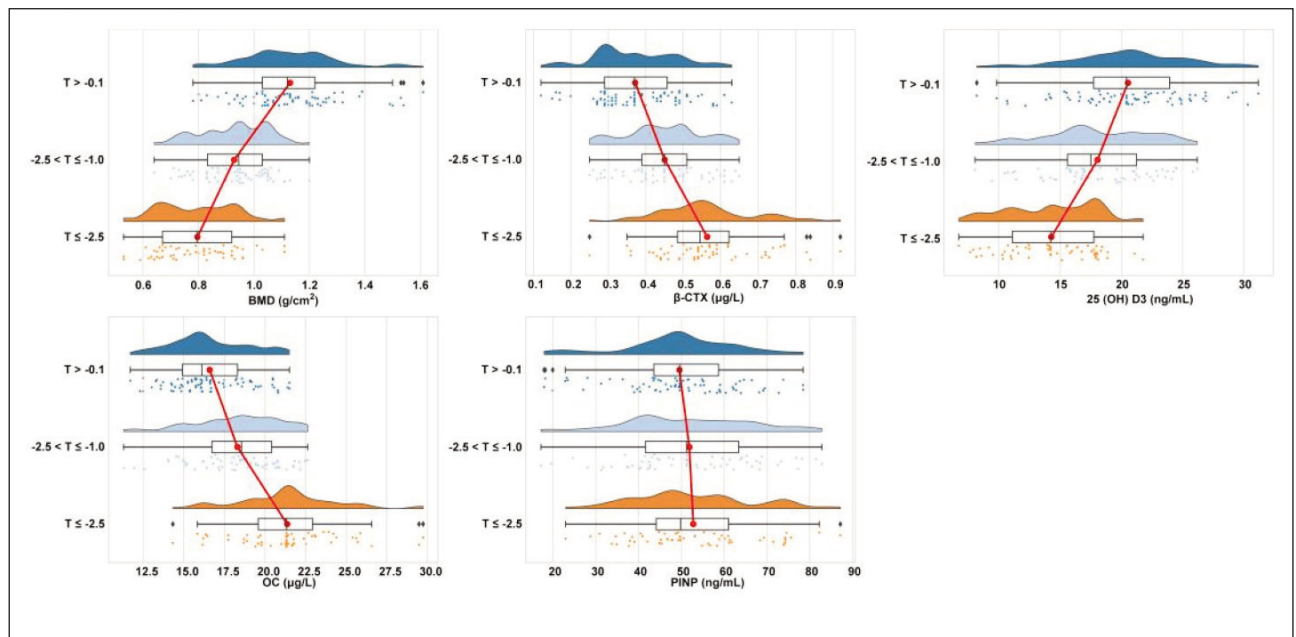 T > -0.1
-2.5 < T ≤ -1.0
T ≤ -2.5
0.6 0.8 1.0 1.2 1.4 1.6
BMD (g/cm²)
T > -0.1
-2.5 < T ≤ -1.0
T ≤ -2.5
0.1 0.2 0.3 0.4 0.5 0.6 0.7 0.8 0.9
β-CTX (µg/L)
T > -0.1
-2.5 < T ≤ -1.0
T ≤ -2.5
10 15 20 25 30
25 (OH) D3 (ng/mL)
T > -0.1
-2.5 < T ≤ -1.0
T ≤ -2.5
12.5 15.0 17.5 20.0 22.5 25.0 27.5 30.0
OC (µg/L)
T > -0.1
-2.5 < T ≤ -1.0
T ≤ -2.5
20 30 40 50 60 70 80 90
PINP (ng/mL)